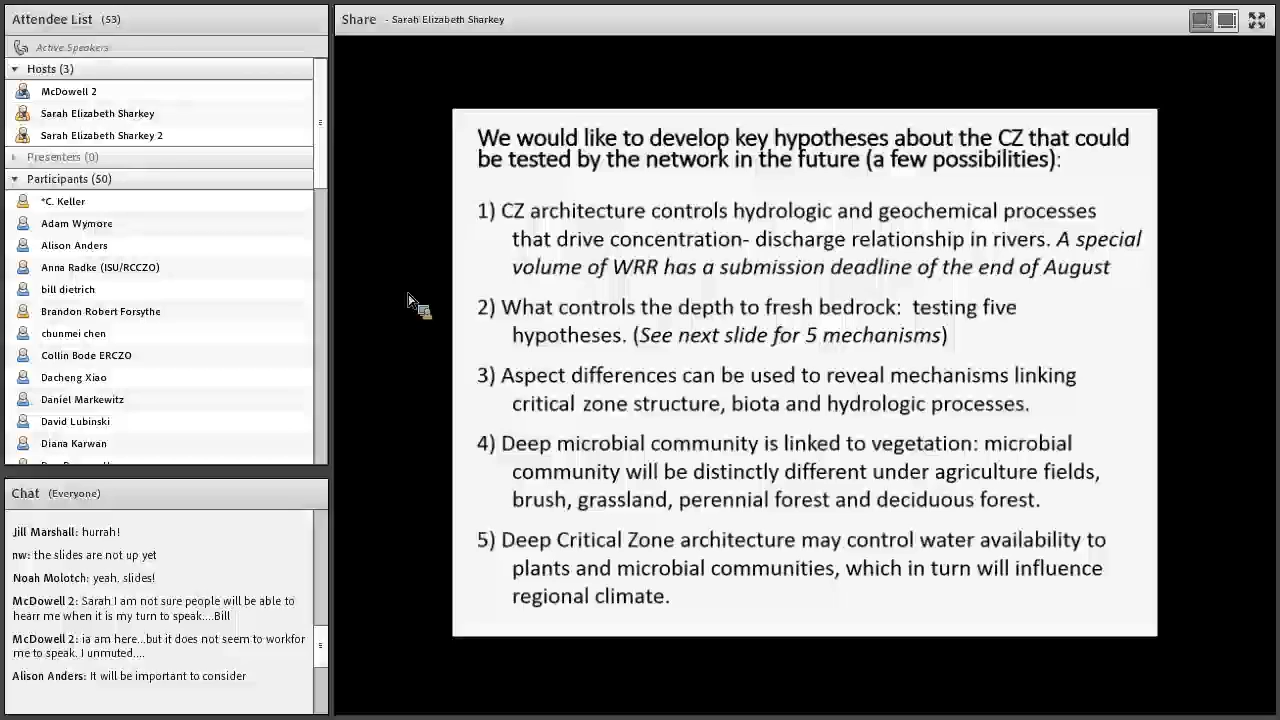 Attendee List (53)
Active Speakers
Hosts (3)
McDowell 2
Sarah Elizabeth Sharkey
Sarah Elizabeth Sharkey 2
Presenters (0)
Participants (50)
*C. Keller
Adam Wymore
Alison Anders
Anna Radke (ISU/RCCZO)
bill dietrich
Brandon Robert Forsythe
chunmei chen
Collin Bode ERCZO
Dacheng Xiao
Daniel Markewitz
David Lubinski
Diana Karwan
Chat (Everyone)
Jill Marshall: hurrah!
nw: the slides are not up yet
Noah Molotch: yeah, slides!
McDowell 2: Sarah I am not sure people will be able to
hearr me when it is my turn to speak....Bill
McDowell 2: ia am here...but it does not seem to workfor
me to speak. I unmuted....
Alison Anders: It will be important to consider
Share - Sarah Elizabeth Sharkey
We would like to develop key hypotheses about the CZ that could
be tested by the network in the future (a few possibilities):
1) CZ architecture controls hydrologic and geochemical processes
that drive concentration- discharge relationship in rivers. A special
volume of WRR has a submission deadline of the end of August
2) What controls the depth to fresh bedrock: testing five
hypotheses. (See next slide for 5 mechanisms)
3) Aspect differences can be used to reveal mechanisms linking
critical zone structure, biota and hydrologic processes.
4) Deep microbial community is linked to vegetation: microbial
community will be distinctly different under agriculture fields,
brush, grassland, perennial forest and deciduous forest.
5) Deep Critical Zone architecture may control water availability to
plants and microbial communities, which in turn will influence
regional climate.